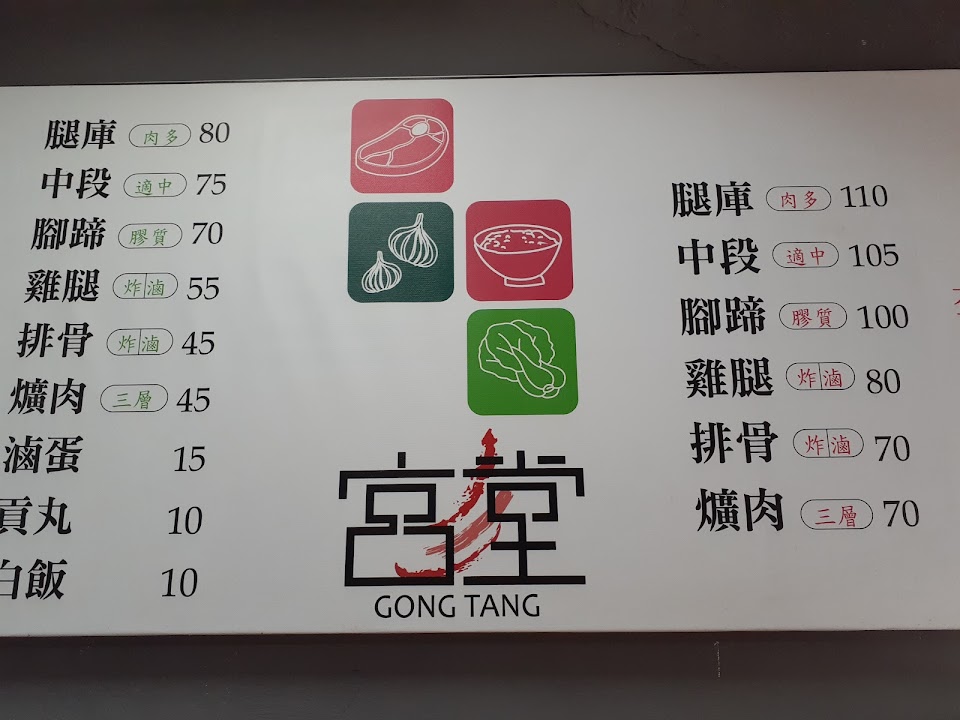 腿庫 肉多 80
中段 適中 75
腳蹄 膠質 70
雞腿 炸|滷 55
排骨 炸|滷 45
爌肉 三層 45
滷蛋 15
貢丸 10
白飯 10
宮堂
GONG TANG
腿庫 肉多 110
中段 適中 105
腳蹄 膠質 100
雞腿 炸|滷 80
排骨 炸|滷 70
爌肉 三層 70